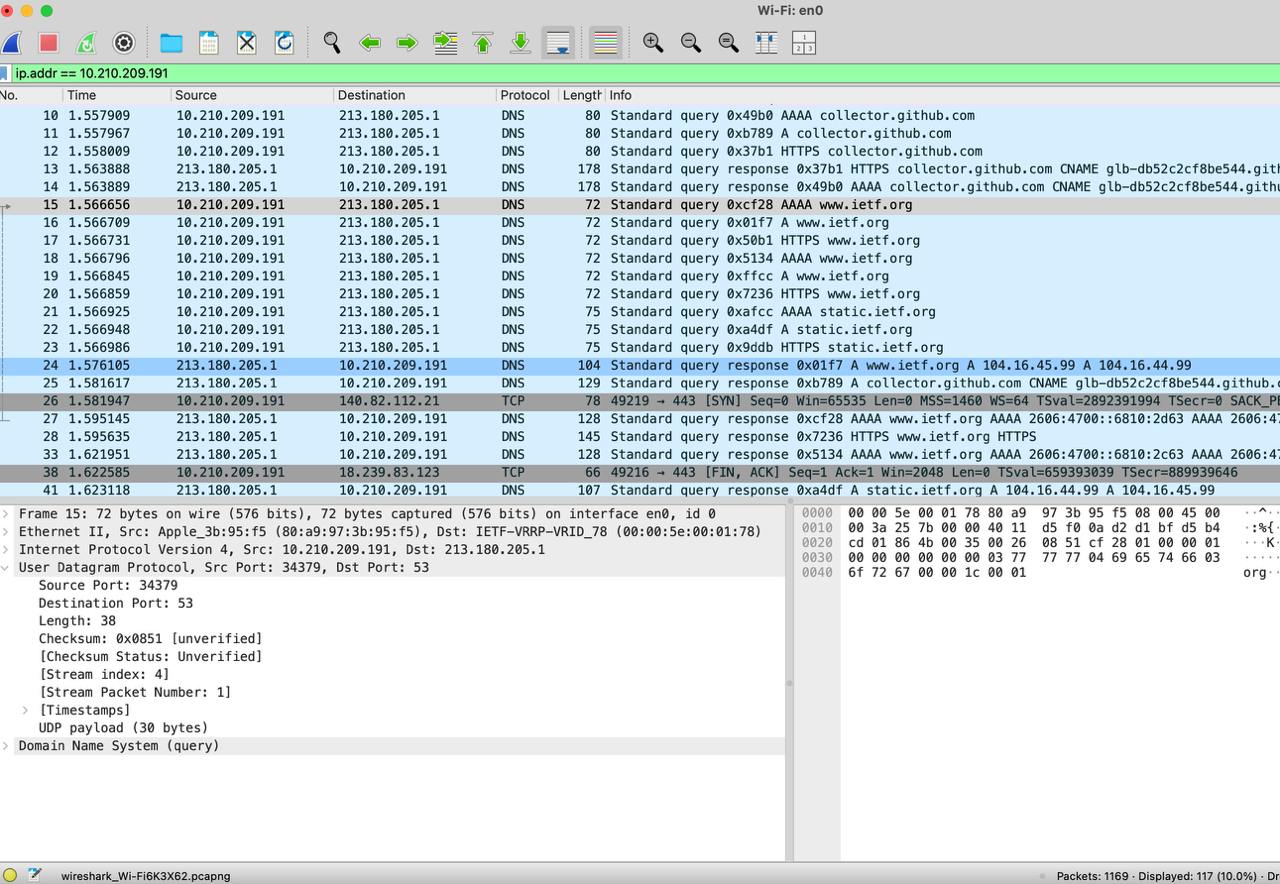 Wi-Fi: en0
ip.addr == 10.210.209.191
No. Time Source Destination Protocol Length Info
10 1.557909 10.210.209.191 213.180.205.1 DNS 80 Standard query 0x49b0 AAAA collector.github.com
11 1.557967 10.210.209.191 213.180.205.1 DNS 80 Standard query 0xb789 A collector.github.com
12 1.558009 10.210.209.191 213.180.205.1 DNS 80 Standard query 0x37b1 HTTPS collector.github.com
13 1.563888 213.180.205.1 10.210.209.191 DNS 178 Standard query response 0x37b1 HTTPS collector.github.com CNAME glb-db52c2cf8be544.githu
14 1.563889 213.180.205.1 10.210.209.191 DNS 178 Standard query response 0x49b0 AAAA collector.github.com CNAME glb-db52c2cf8be544.github
15 1.566656 10.210.209.191 213.180.205.1 DNS 72 Standard query 0xcf28 AAAA www.ietf.org
16 1.566709 10.210.209.191 213.180.205.1 DNS 72 Standard query 0x01f7 A www.ietf.org
17 1.566731 10.210.209.191 213.180.205.1 DNS 72 Standard query 0x50b1 HTTPS www.ietf.org
18 1.566796 10.210.209.191 213.180.205.1 DNS 72 Standard query 0x5134 AAAA www.ietf.org
19 1.566845 10.210.209.191 213.180.205.1 DNS 72 Standard query 0xffcc A www.ietf.org
20 1.566859 10.210.209.191 213.180.205.1 DNS 72 Standard query 0x7236 HTTPS www.ietf.org
21 1.566925 10.210.209.191 213.180.205.1 DNS 75 Standard query 0xafcc AAAA static.ietf.org
22 1.566948 10.210.209.191 213.180.205.1 DNS 75 Standard query 0xa4df A static.ietf.org
23 1.566986 10.210.209.191 213.180.205.1 DNS 75 Standard query 0x9ddb HTTPS static.ietf.org
24 1.576105 213.180.205.1 10.210.209.191 DNS 104 Standard query response 0x01f7 A www.ietf.org A 104.16.45.99 A 104.16.44.99
25 1.581617 213.180.205.1 10.210.209.191 DNS 129 Standard query response 0xb789 A collector.github.com CNAME glb-db52c2cf8be544.github.c
26 1.581947 10.210.209.191 140.82.112.21 TCP 78 49219 → 443 [SYN] Seq=0 Win=65535 Len=0 MSS=1460 WS=64 TSval=2892391994 TSecr=0 SACK_PE
27 1.595145 213.180.205.1 10.210.209.191 DNS 128 Standard query response 0xcf28 AAAA www.ietf.org AAAA 2606:4700::6810:2d63 AAAA 2606:47
28 1.595635 213.180.205.1 10.210.209.191 DNS 145 Standard query response 0x7236 HTTPS www.ietf.org HTTPS
33 1.621951 213.180.205.1 10.210.209.191 DNS 128 Standard query response 0x5134 AAAA www.ietf.org AAAA 2606:4700::6810:2d63 AAAA 2606:47
38 1.622585 10.210.209.191 18.239.83.123 TCP 66 49216 → 443 [FIN, ACK] Seq=1 Ack=1 Win=2048 Len=0 TSval=659393039 TSecr=889939646
41 1.623118 213.180.205.1 10.210.209.191 DNS 107 Standard query response 0xa4df A static.ietf.org A 104.16.44.99 A 104.16.45.99
Frame 15: 72 bytes on wire (576 bits), 72 bytes captured (576 bits) on interface en0, id 0
Ethernet II, Src: Apple_3b:95:f5 (80:a9:97:3b:95:f5), Dst: IETF-VRRP-VRID_78 (00:00:5e:00:01:78)
Internet Protocol Version 4, Src: 10.210.209.191, Dst: 213.180.205.1
User Datagram Protocol, Src Port: 34379, Dst Port: 53
Source Port: 34379
Destination Port: 53
Length: 38
Checksum: 0x0851 [unverified]
[Checksum Status: Unverified]
[Stream index: 4]
[Stream Packet Number: 1]
[Timestamps]
UDP payload (30 bytes)
Domain Name System (query)
0000 00 00 5e 00 01 78 80 a9 97 3b 95 f5 08 00 45 00 ··^··
0010 00 3a 25 7b 00 00 40 11 d5 f0 0a d2 d1 bf d5 b4 ·:%{·
0020 cd 01 86 4b 00 35 00 26 08 51 cf 28 01 00 00 01 ···K·
0030 00 00 00 00 00 00 03 77 77 77 04 69 65 74 66 03 ·····
0040 6f 72 67 00 00 1c 00 01 org··
wireshark_Wi-Fi6K3X62.pcapng
Packets: 1169 · Displayed: 117 (10.0%) · Dr